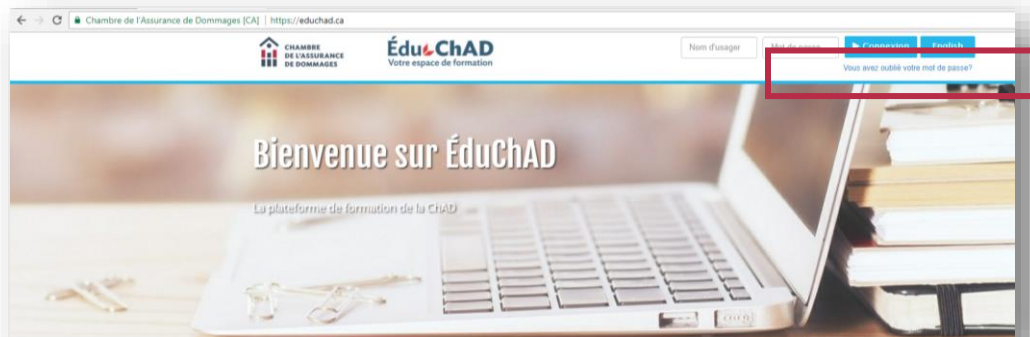 Chambre de l'Assurance de Dommages [CA] | https://educhad.ca
CHAMBRE
DE L'ASSURANCE
DE DOMMAGES
ÉduChAD
Votre espace de formation
Nom d'usager
Mot de passe
Connexion
English
Vous avez oublié votre mot de passe?
Bienvenue sur ÉduChAD
La plateforme de formation de la ChAD